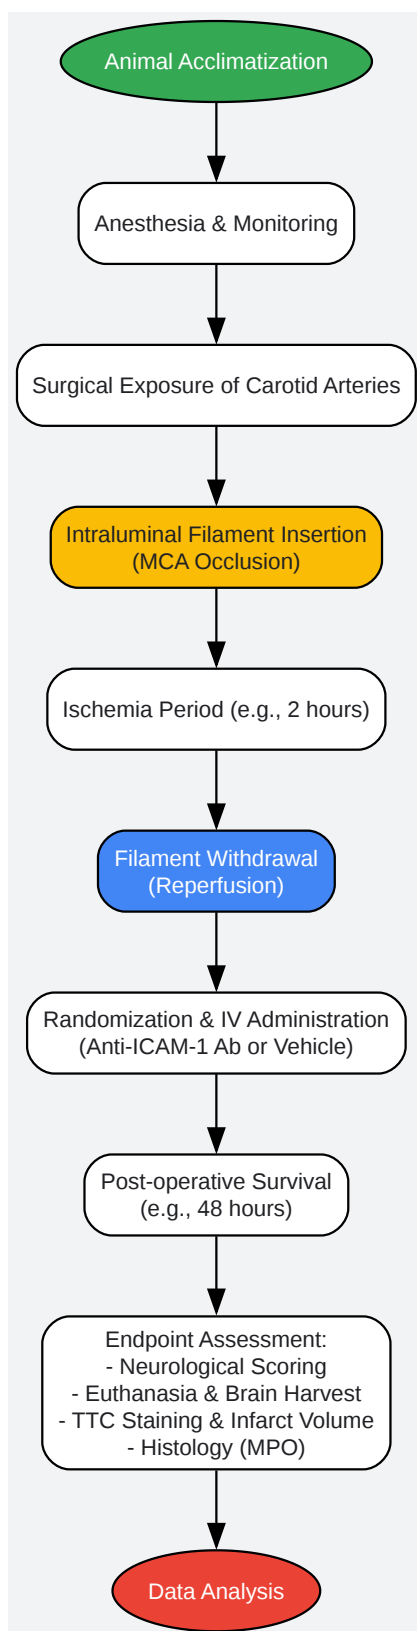 Animal Acclimatization
Anesthesia & Monitoring
Surgical Exposure of Carotid Arteries
Intraluminal Filament Insertion
(MCA Occlusion)
Ischemia Period (e.g., 2 hours)
Filament Withdrawal
(Reperfusion)
Randomization & IV Administration
(Anti-ICAM-1 Ab or Vehicle)
Post-operative Survival
(e.g., 48 hours)
Endpoint Assessment:
- Neurological Scoring
- Euthanasia & Brain Harvest
- TTC Staining & Infarct Volume
- Histology (MPO)
Data Analysis